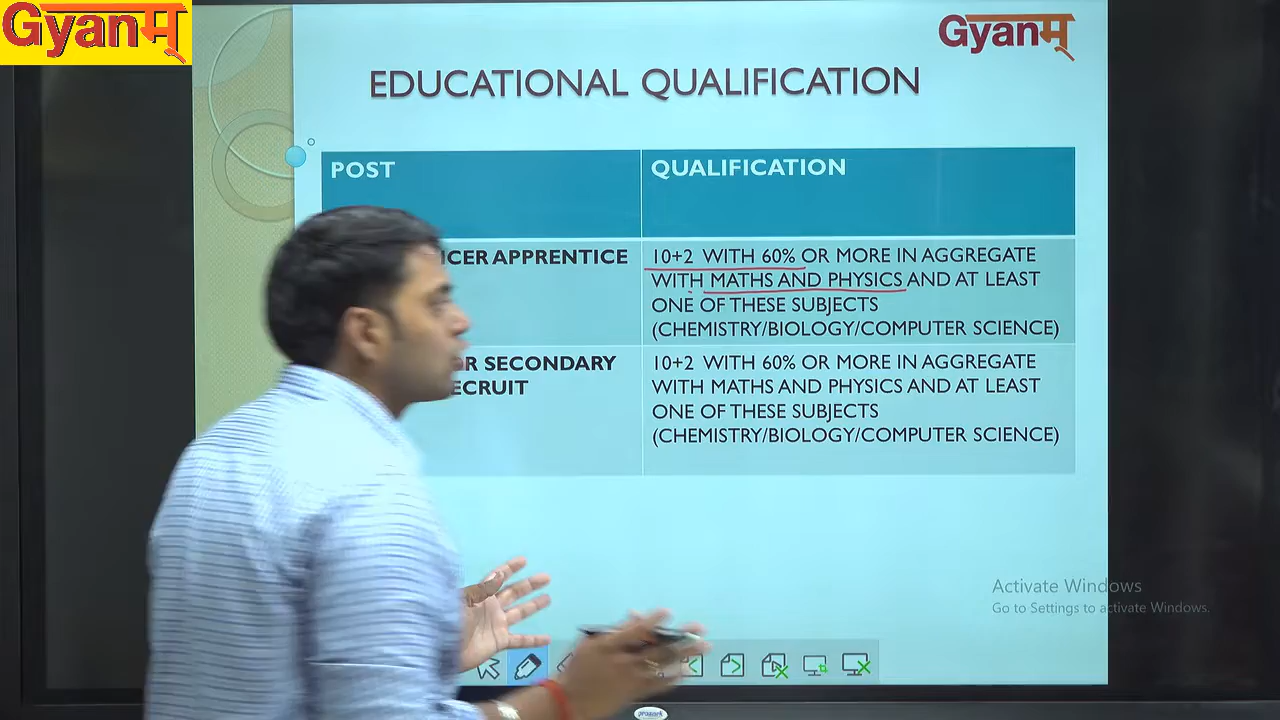 Gyanम्
Gyanम्
EDUCATIONAL QUALIFICATION
POST
QUALIFICATION
ICER APPRENTICE
10+2 WITH 60% OR MORE IN AGGREGATE
WITH MATHS AND PHYSICS AND AT LEAST
ONE OF THESE SUBJECTS
(CHEMISTRY/BIOLOGY/COMPUTER SCIENCE)
R SECONDARY
ECRUIT
10+2 WITH 60% OR MORE IN AGGREGATE
WITH MATHS AND PHYSICS AND AT LEAST
ONE OF THESE SUBJECTS
(CHEMISTRY/BIOLOGY/COMPUTER SCIENCE)
Activate Windows
Go to Settings to activate Windows.